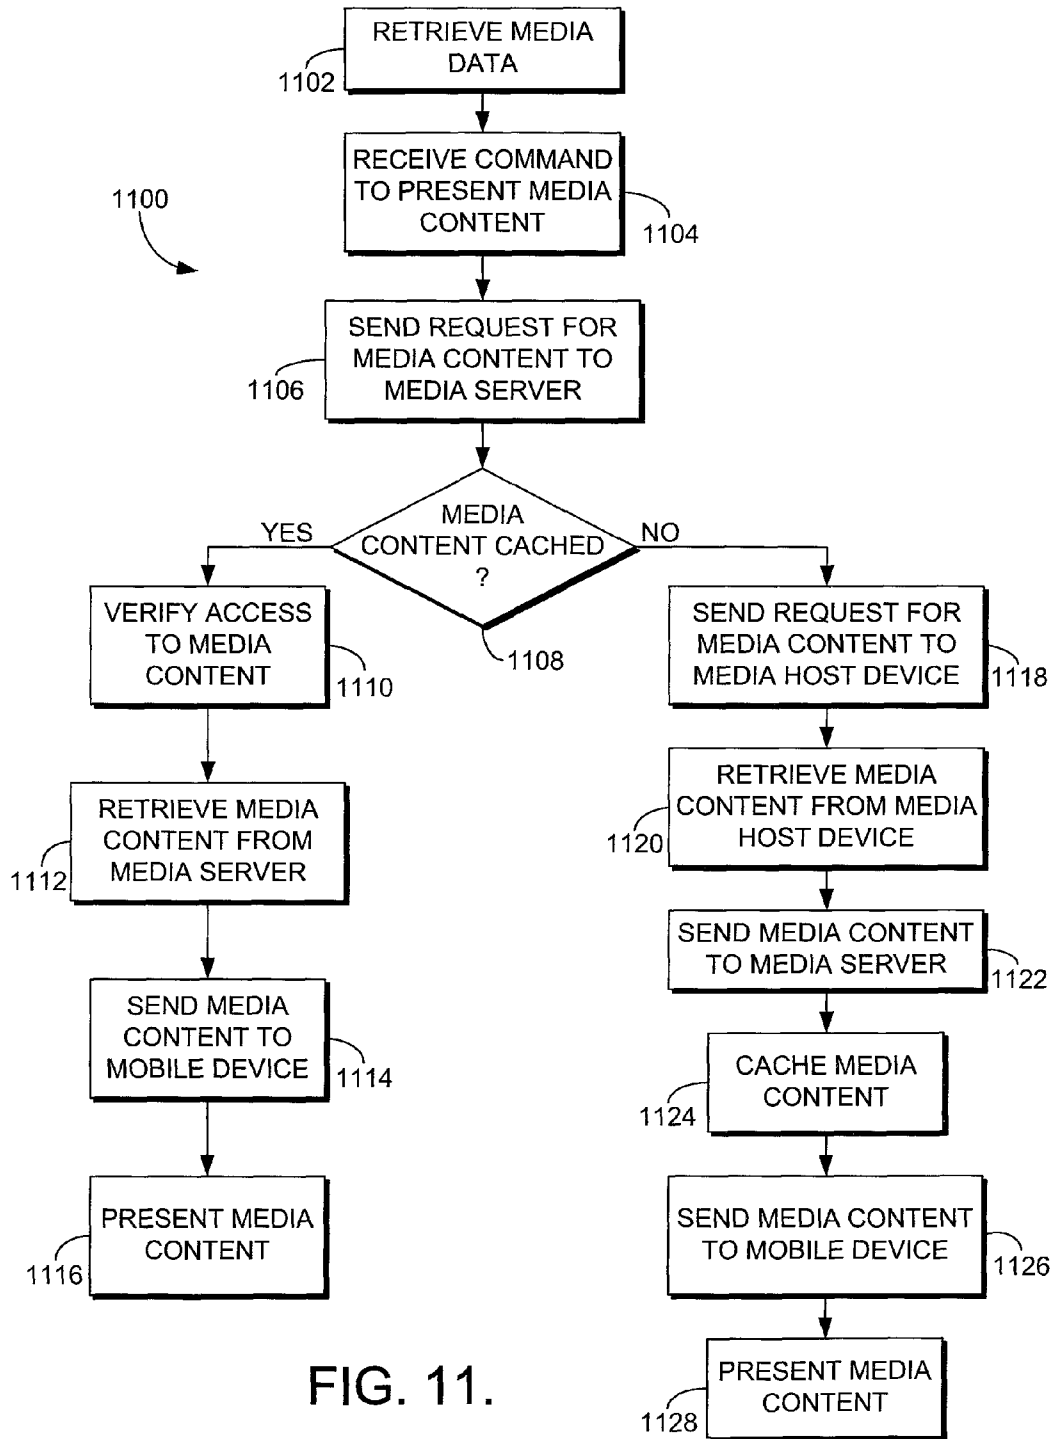 RETRIEVE MEDIA
DATA
1102
RECEIVE COMMAND
TO PRESENT MEDIA
CONTENT
1104
1100
SEND REQUEST FOR
MEDIA CONTENT TO
MEDIA SERVER
1106
MEDIA
CONTENT CACHED
?
1108
YES
NO
VERIFY ACCESS
TO MEDIA
CONTENT
1110
RETRIEVE MEDIA
CONTENT FROM
MEDIA SERVER
1112
SEND MEDIA
CONTENT TO
MOBILE DEVICE
1114
PRESENT MEDIA
CONTENT
1116
SEND REQUEST FOR
MEDIA CONTENT TO
MEDIA HOST DEVICE
1118
RETRIEVE MEDIA
CONTENT FROM MEDIA
HOST DEVICE
1120
SEND MEDIA CONTENT
TO MEDIA SERVER
1122
CACHE MEDIA
CONTENT
1124
SEND MEDIA CONTENT
TO MOBILE DEVICE
1126
PRESENT MEDIA
CONTENT
1128
FIG. 11.